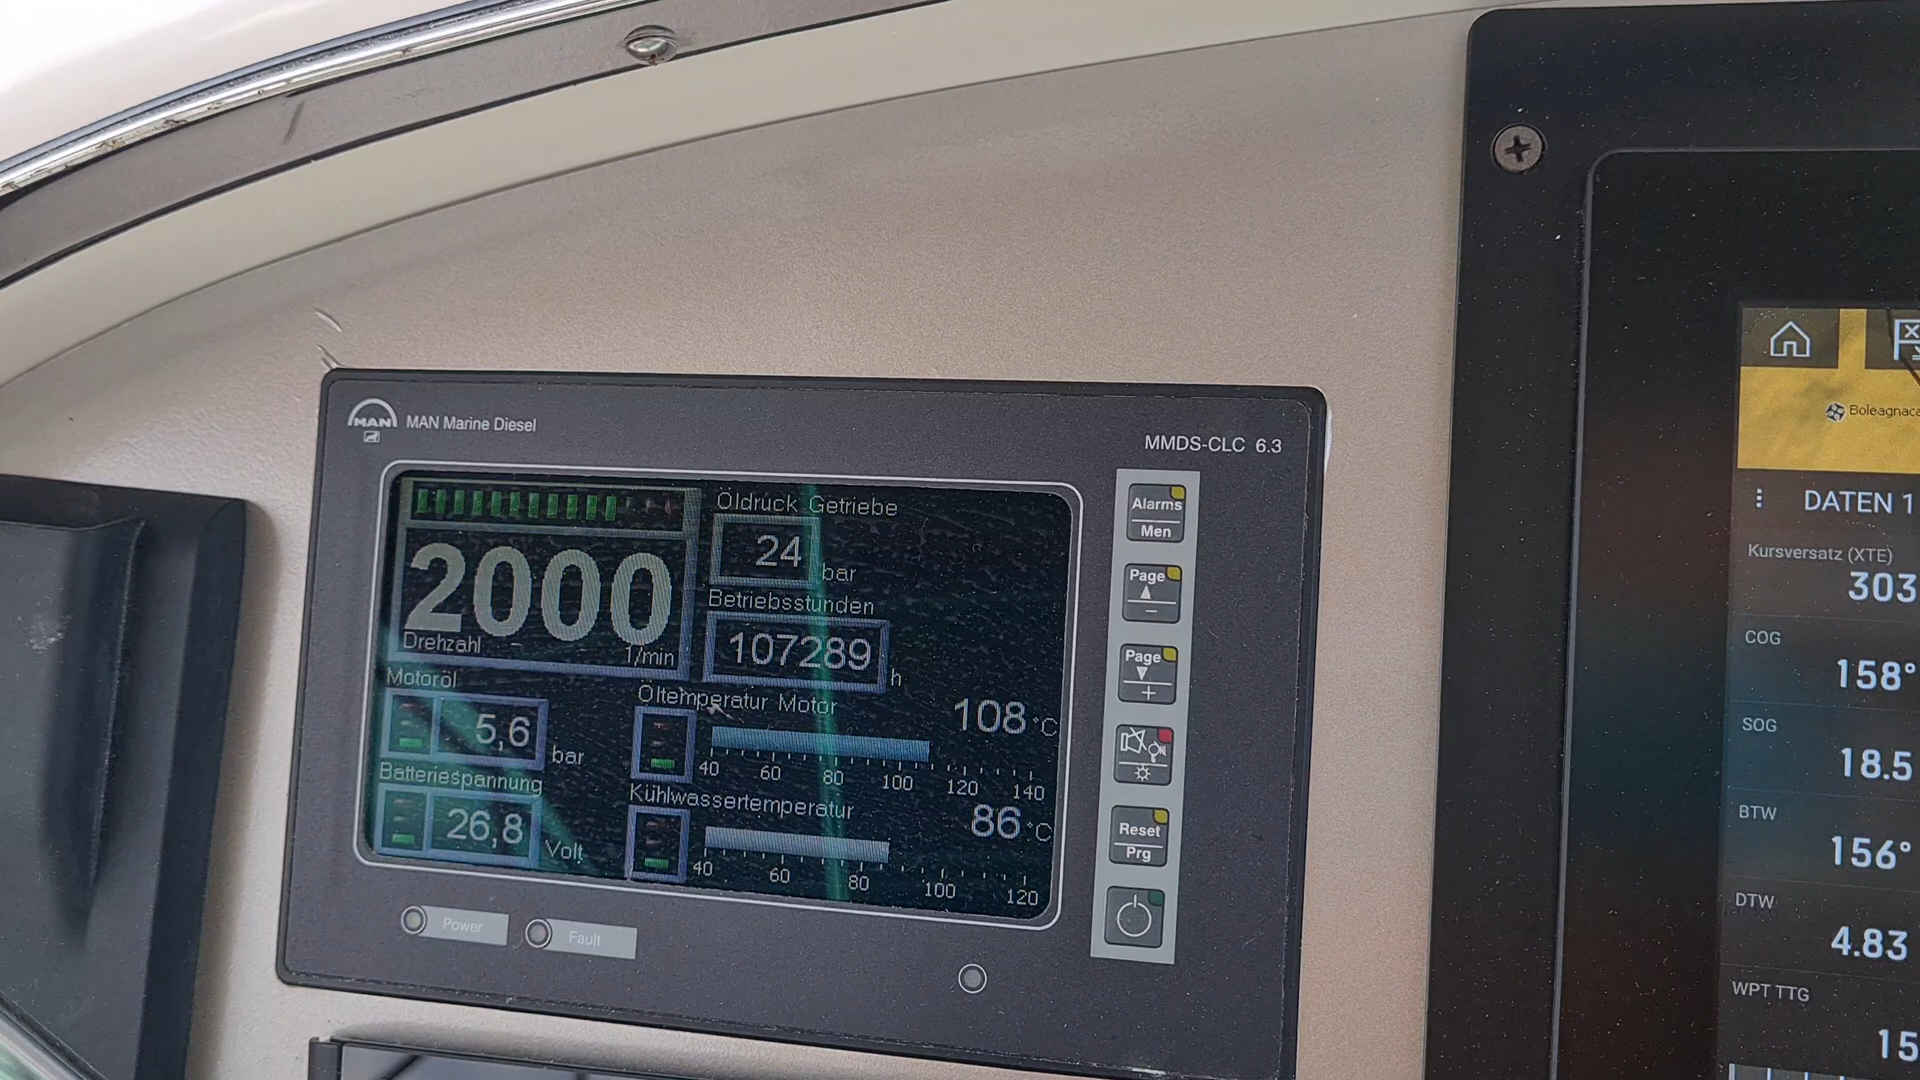 MAN
MAN Marine Diesel
MMDS-CLC 6.3
2000
Drehzahl 1/min
Öldruck Getriebe
24 bar
Betriebsstunden
107289 h
Motoröl
5,6 bar
Batteriespannung
26,8 Volt
Öltemperatur Motor
108 °C
40 60 80 100 120 140
Kühlwassertemperatur
86 °C
40 60 80 100 120
Power
Fault
Alarms
Men
Page
-
Page
+
Reset
Prg
Boleagnaca
DATEN 1
Kursversatz (XTE)
303
COG
158°
SOG
18.5
BTW
156°
DTW
4.83
WPT TTG
15